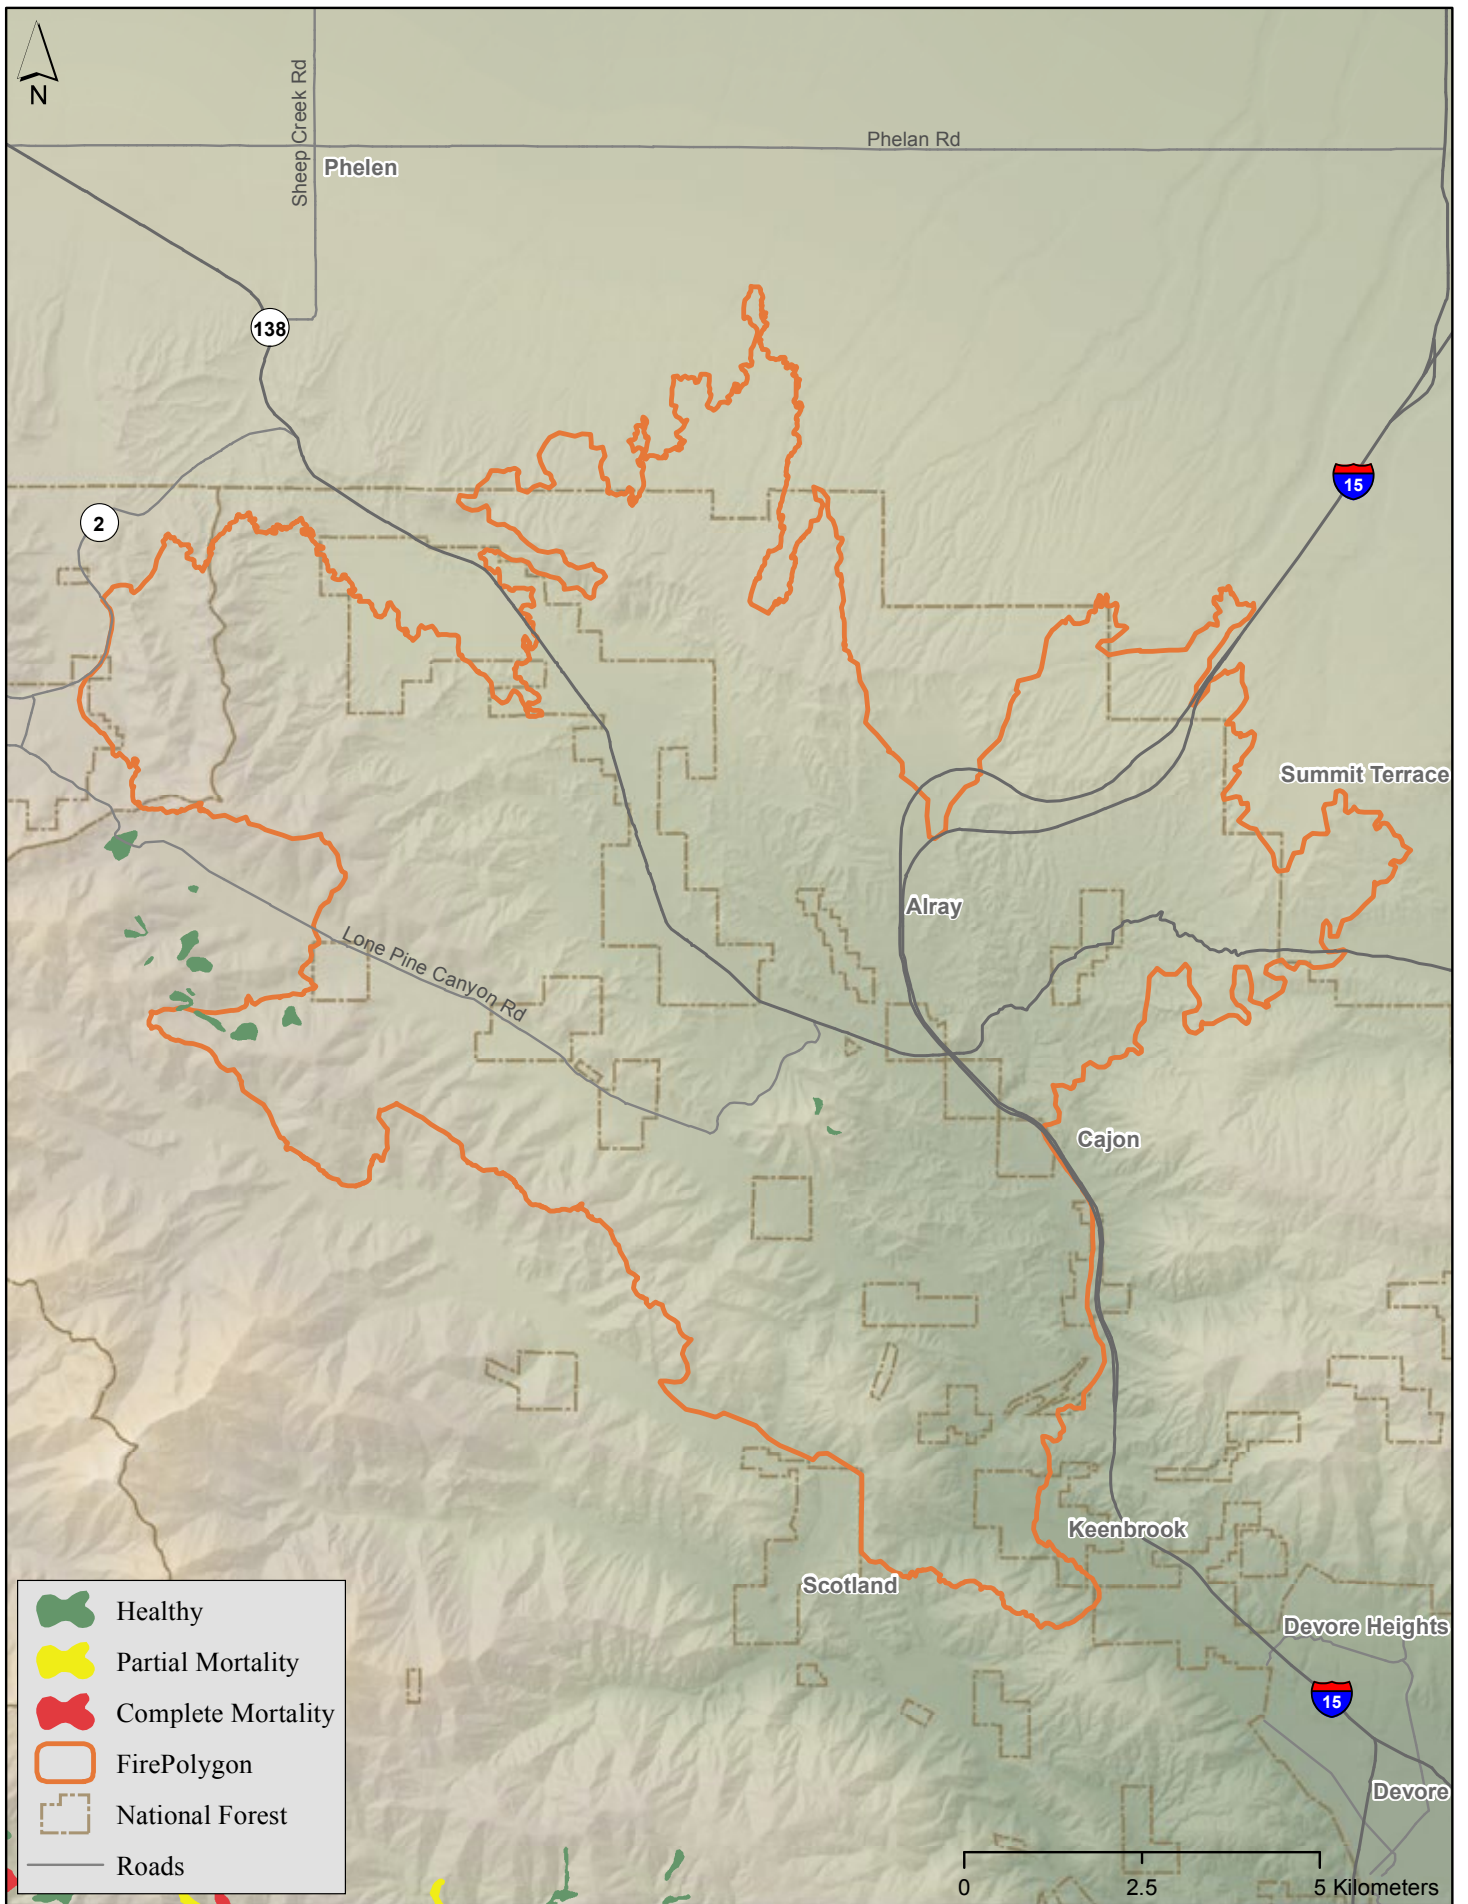 N
Sheep Creek Rd
Phelan Rd
Phelen
138
15
2
Summit Terrace
Alray
Lone Pine Canyon Rd
Cajon
Keenbrook
Scotland
Devore Heights
15
Devore
Healthy
Partial Mortality
Complete Mortality
FirePolygon
National Forest
Roads
0 2.5 5 Kilometers